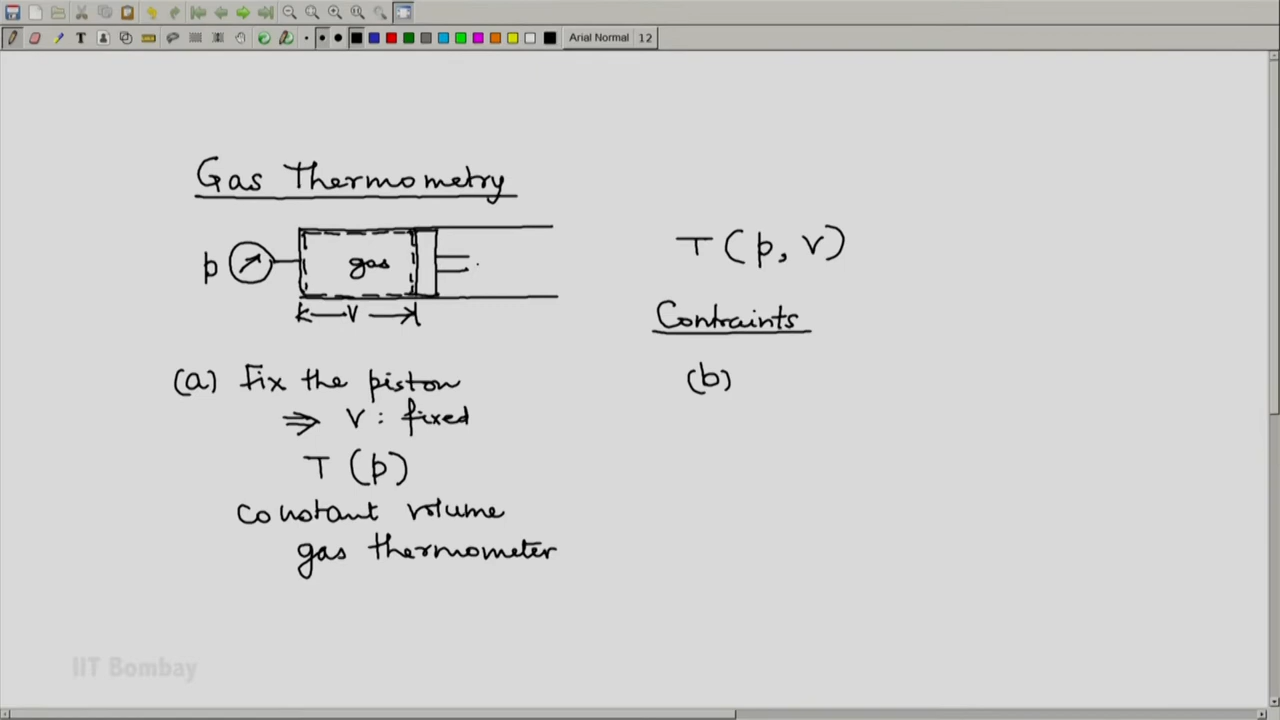 Arial Normal 12
Gas Thermometry
p
gas
V
(a) Fix the piston
⇒ V : fixed
T (p)
constant volume
gas thermometer
T (p, V)
Contraints
(b)
IIT Bombay